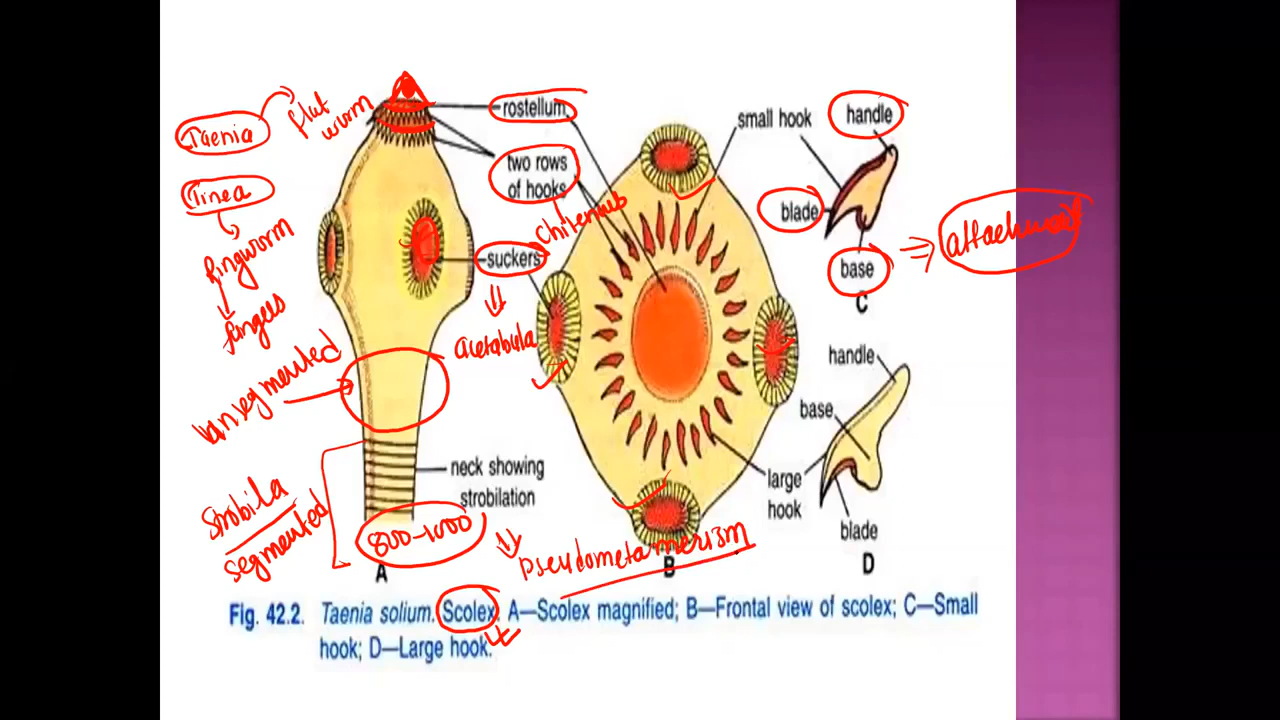 Taenia
flat
worm
Tinea
Ringworm
fungees
unsegmented
Strobila
segmented
800-1000
pseudometamerism
rostellum
two rows
of hooks
chitenius
suckers
acetabula
neck showing
strobilation
A
small hook
large
hook
B
handle
blade
base
C
attachment
handle
base
blade
D
Fig. 42.2. Taenia solium. Scolex. A—Scolex magnified; B—Frontal view of scolex; C—Small
hook; D—Large hook.